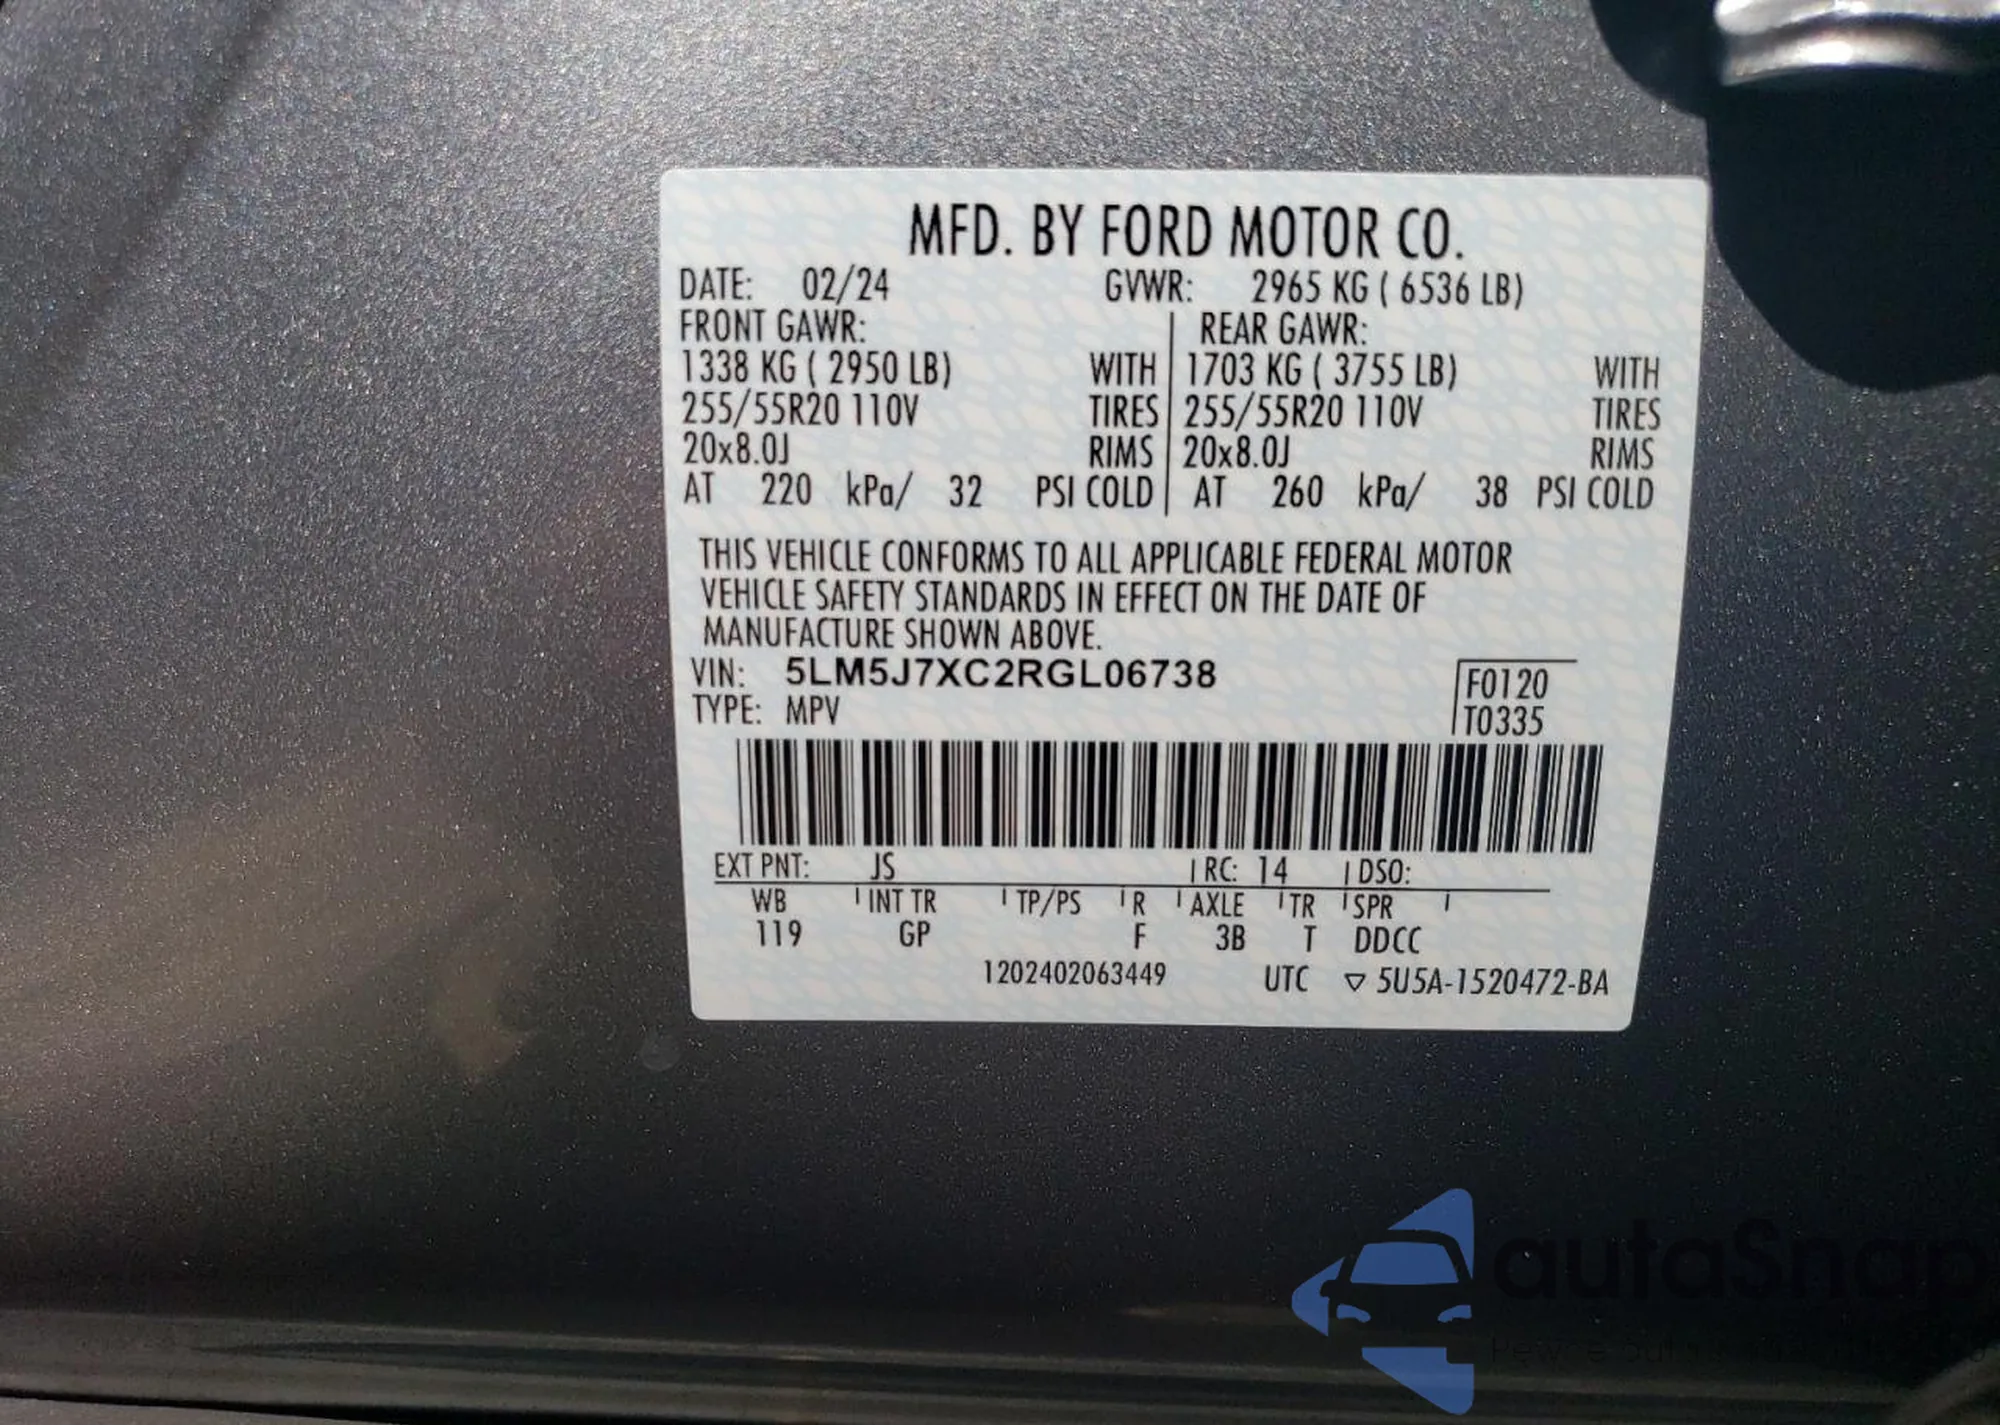 MFD. BY FORD MOTOR CO.
DATE: 02/24 GVWR: 2965 KG ( 6536 LB)
FRONT GAWR: REAR GAWR:
1338 KG ( 2950 LB) WITH 1703 KG ( 3755 LB) WITH
255/55R20 110V TIRES 255/55R20 110V TIRES
20x8.0J RIMS 20x8.0J RIMS
AT 220 kPa/ 32 PSI COLD AT 260 kPa/ 38 PSI COLD
THIS VEHICLE CONFORMS TO ALL APPLICABLE FEDERAL MOTOR
VEHICLE SAFETY STANDARDS IN EFFECT ON THE DATE OF
MANUFACTURE SHOWN ABOVE.
VIN: 5LM5J7XC2RGL06738 F0120
TYPE: MPV T0335
EXT PNT: JS RC: 14 DSO:
WB INT TR TP/PS R AXLE TR SPR
119 GP F 3B T DDCC
1202402063449 UTC ▽ 5U5A-1520472-BA
autoSnap